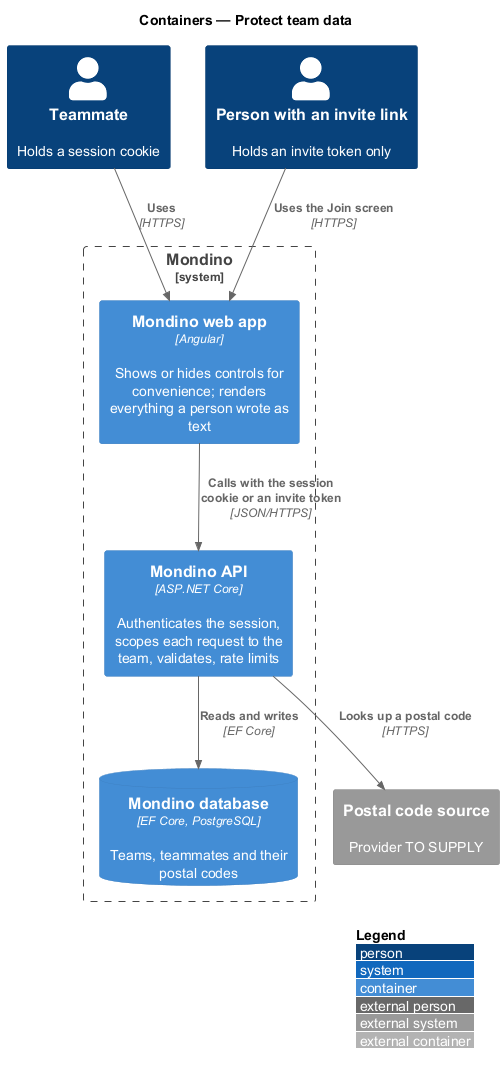 Containers — Protect team data
Teammate
Holds a session cookie
Person with an invite link
Holds an invite token only
Uses
[HTTPS]
Uses the Join screen
[HTTPS]
Mondino
[system]
Mondino web app
[Angular]
Shows or hides controls for
convenience; renders
everything a person wrote as
text
Calls with the session
cookie or an invite token
[JSON/HTTPS]
Mondino API
[ASP.NET Core]
Authenticates the session,
scopes each request to the
team, validates, rate limits
Reads and writes
[EF Core]
Looks up a postal code
[HTTPS]
Mondino database
[EF Core, PostgreSQL]
Teams, teammates and their
postal codes
Postal code source
Provider TO SUPPLY
Legend
person
system
container
external person
external system
external container